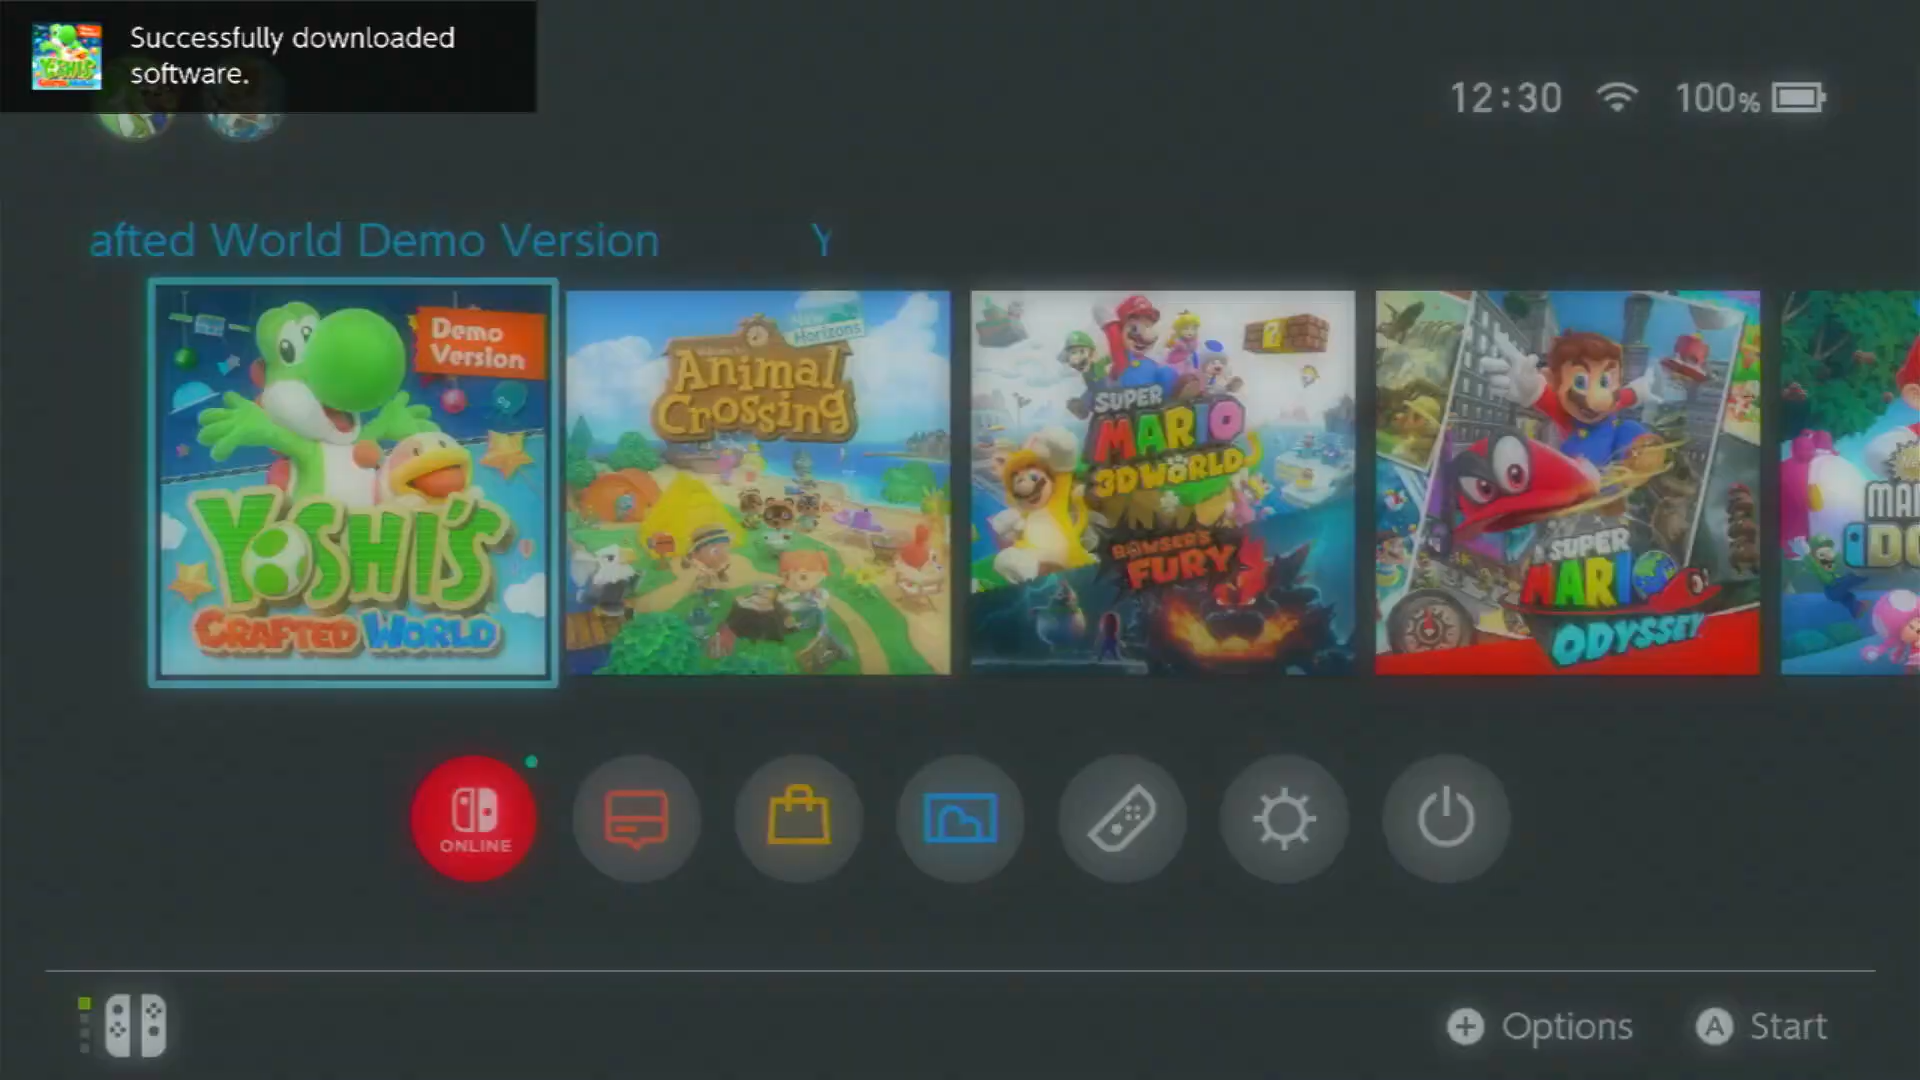 Successfully downloaded
software.
12:30
100%
afted World Demo Version Y
Demo
Version
YOSHI'S
CRAFTED WORLD
New
Horizons
Animal
Crossing
SUPER
MARIO
3D WORLD
BOWSER'S
FURY
SUPER
MARIO
ODYSSEY
MAR
ONLINE
Options
A Start